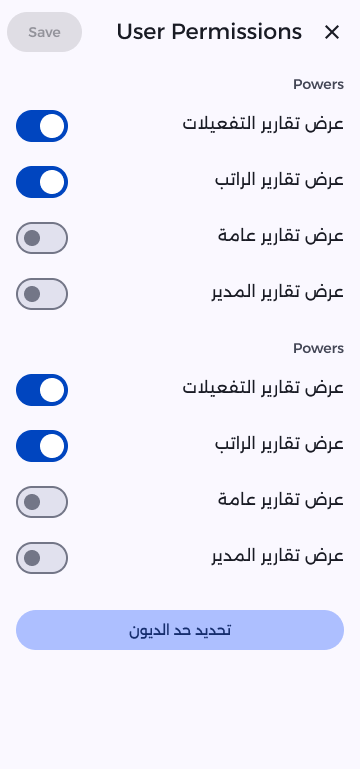 User Permissions
Save
Powers
عرض تقارير التفعيلات
عرض تقارير الراتب
عرض تقارير عامة
عرض تقارير المدير
Powers
عرض تقارير التفعيلات
عرض تقارير الراتب
عرض تقارير عامة
عرض تقارير المدير
تحديد حد الديون